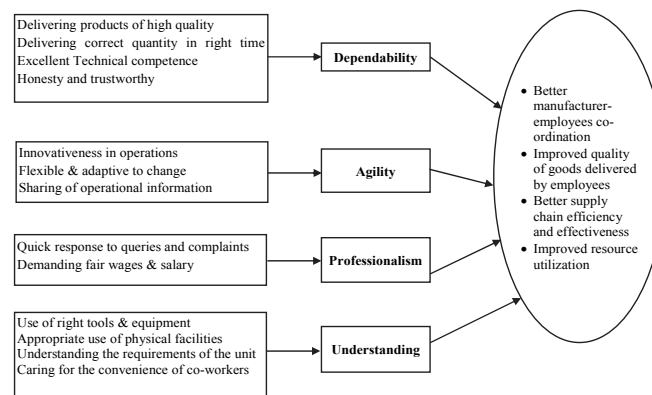 Delivering products of high quality
Delivering correct quantity in right time
Excellent Technical competence
Honesty and trustworthy
Dependability
Innovativeness in operations
Flexible & adaptive to change
Sharing of operational information
Agility
Quick response to queries and complaints
Demanding fair wages & salary
Professionalism
Use of right tools & equipment
Appropriate use of physical facilities
Understanding the requirements of the unit
Caring for the convenience of co-workers
Understanding
• Better
manufacturer-
employees co-
ordination
• Improved quality
of goods delivered
by employees
• Better supply
chain efficiency
and effectiveness
• Improved resource
utilization